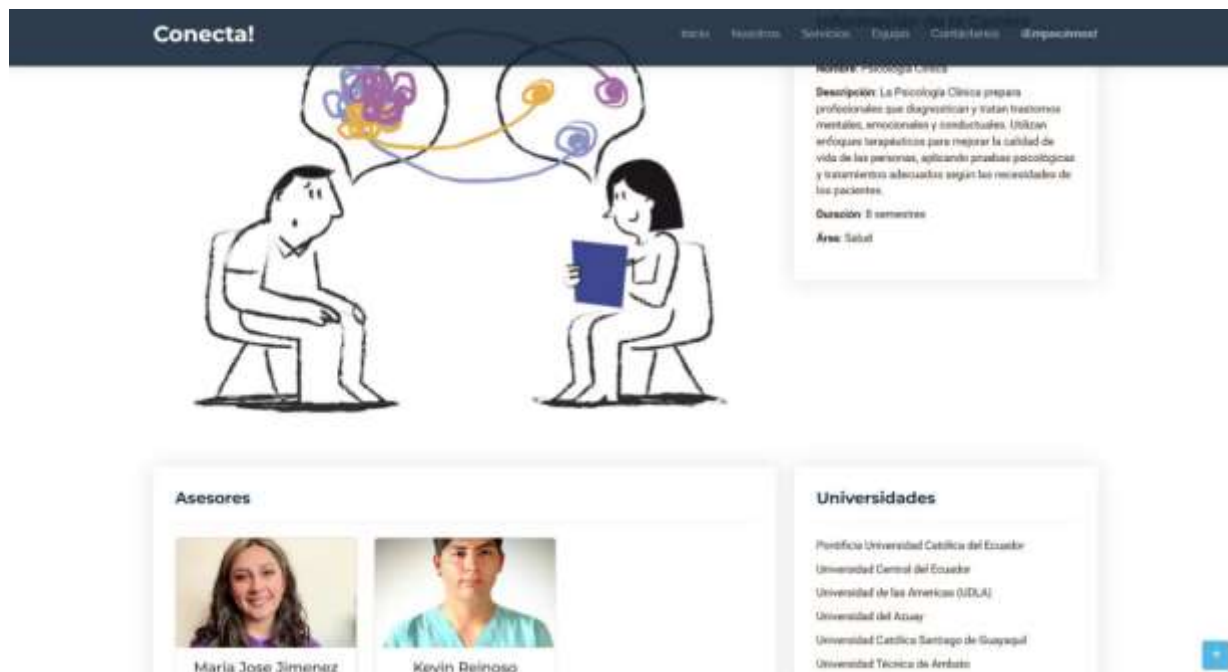 Conecta!
Inicio Nosotros Servicios Equipo Contáctanos ¡Empecemos!
Información de la Carrera
Nombre: Psicología Clínica
Descripción: La Psicología Clínica prepara
profesionales que diagnostican y tratan trastornos
mentales, emocionales y conductuales. Utilizan
enfoques terapéuticos para mejorar la calidad de
vida de las personas, aplicando pruebas psicológicas
y tratamientos adecuados según las necesidades de
los pacientes.
Duración: 8 semestres
Área: Salud
Asesores
Maria Jose Jimenez
Kevin Reinoso
Universidades
Pontificia Universidad Católica del Ecuador
Universidad Central del Ecuador
Universidad de las Americas (UDLA)
Universidad del Azuay
Universidad Católica Santiago de Guayaquil
Universidad Técnica de Ambato